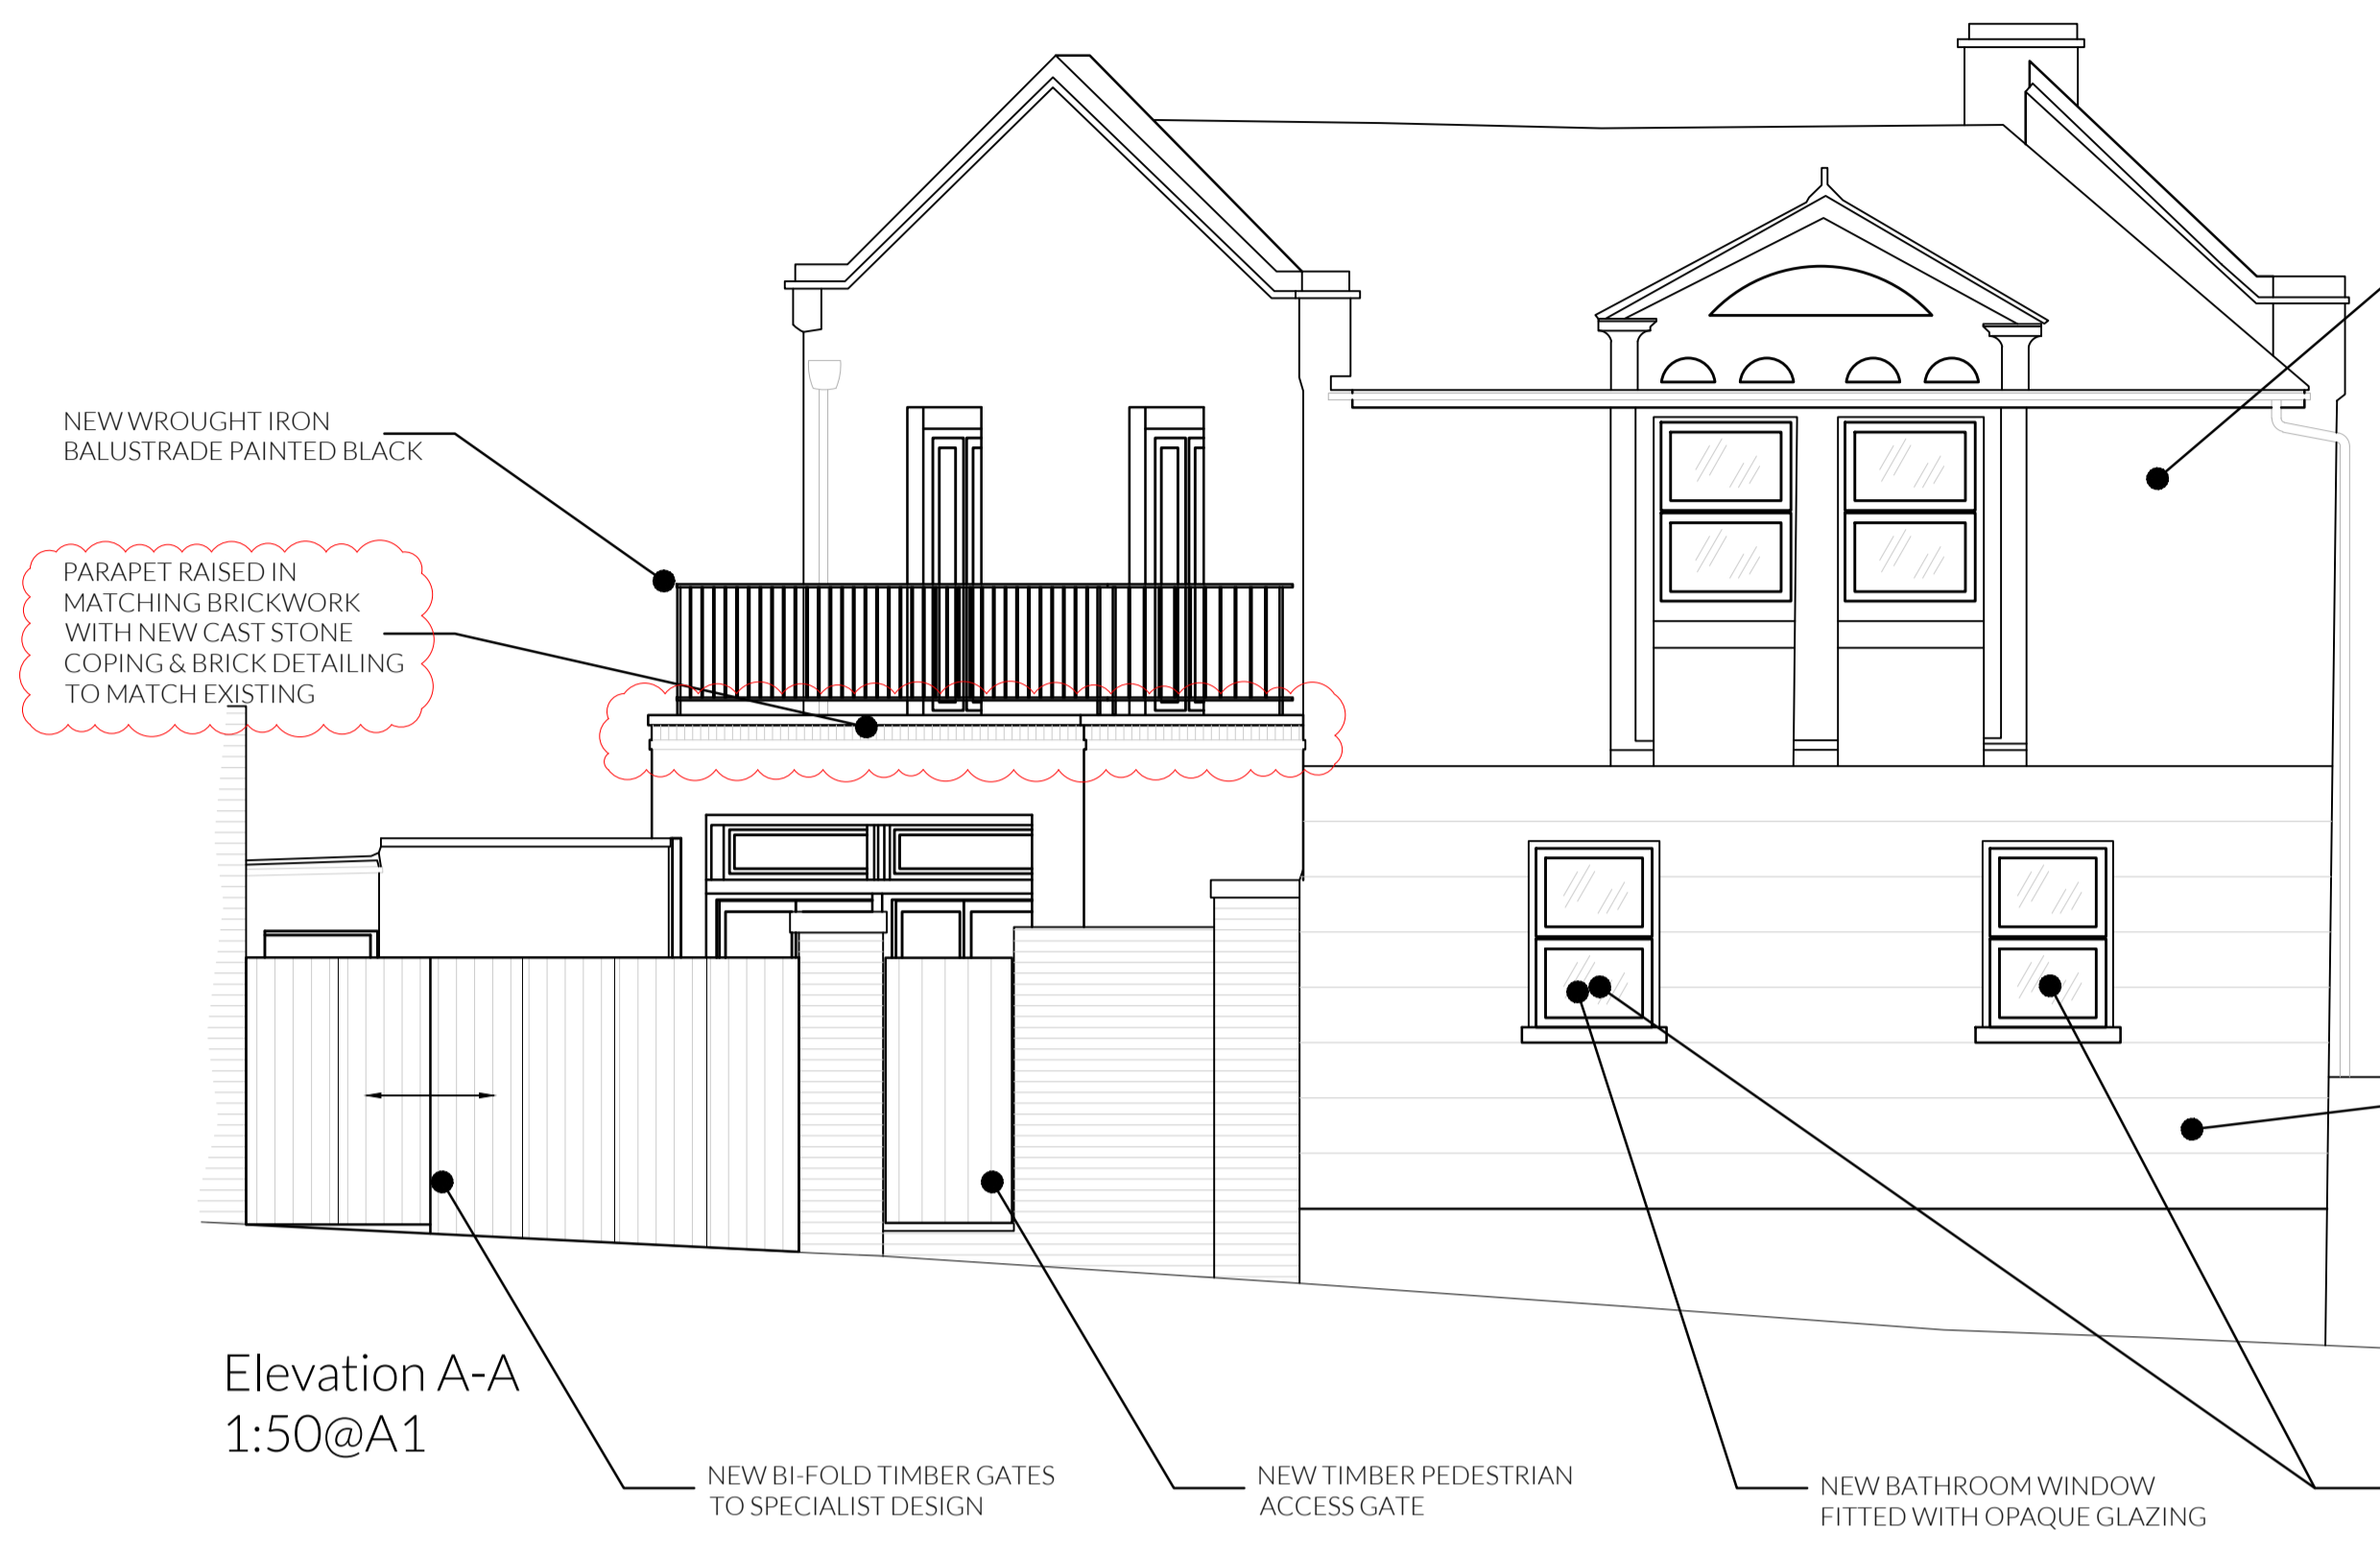 NEW WROUGHT IRON
BALUSTRADE PAINTED BLACK
PARAPET RAISED IN
MATCHING BRICKWORK
WITH NEW CAST STONE
COPING & BRICK DETAILING
TO MATCH EXISTING
Elevation A-A
1:50@A1
NEW BI-FOLD TIMBER GATES
TO SPECIALIST DESIGN
NEW TIMBER PEDESTRIAN
ACCESS GATE
NEW BATHROOM WINDOW
FITTED WITH OPAQUE GLAZING